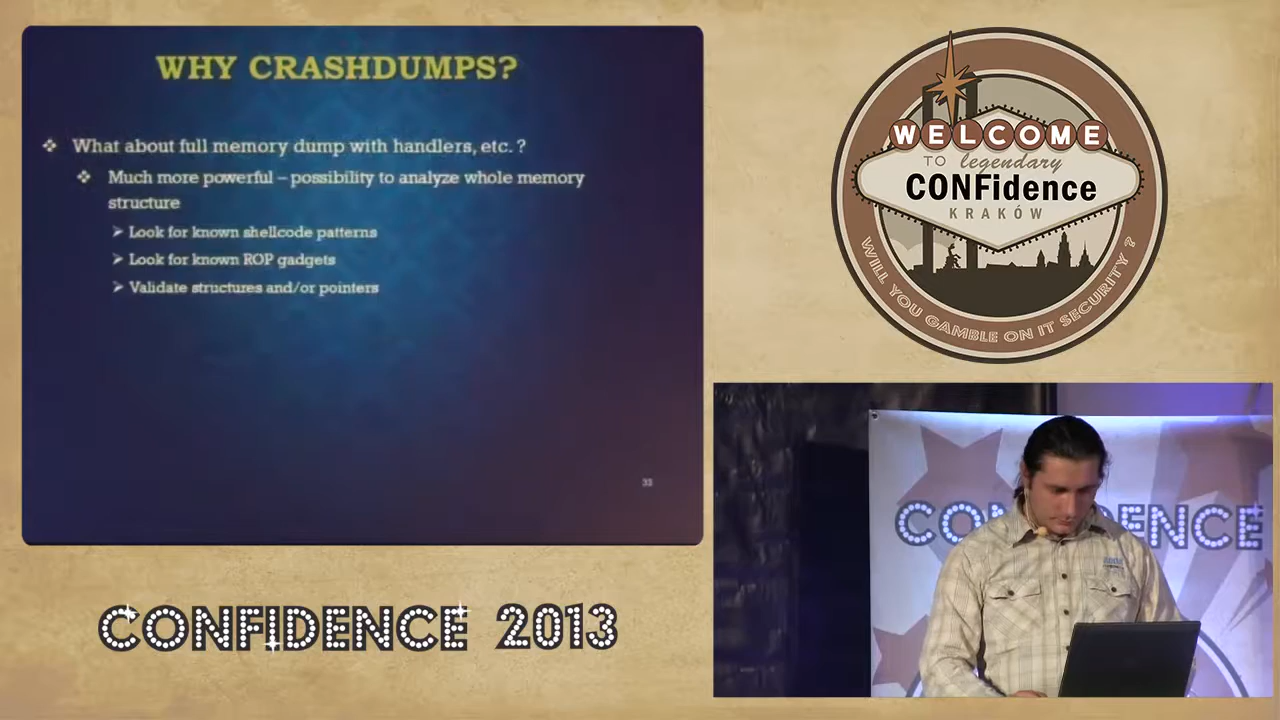 WHY CRASHDUMPS?
What about full memory dump with handlers, etc. ?
Much more powerful – possibility to analyze whole memory
structure
Look for known shellcode patterns
Look for known ROP gadgets
Validate structures and/or pointers
33
CONFIDENCE 2013
WELCOME
TO legendary
CONFidence
KRAKÓW
WILL YOU GAMBLE ON IT SECURITY ?
CON DENCE